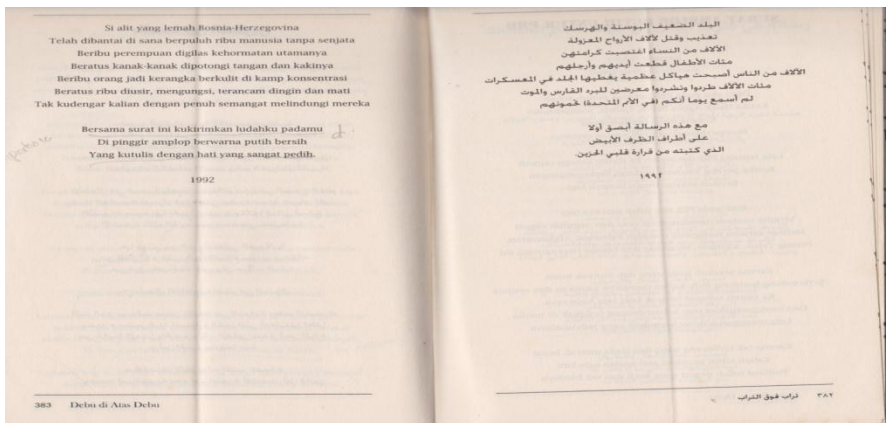 Si alit yang lemah Bosnia-Herzegovina
Telah dibantai di sana berpuluh ribu manusia tanpa senjata
Beribu perempuan digilas kehormatan utamanya
Beratus kanak-kanak dipotongi tangan dan kakinya
Beribu orang jadi kerangka berkulit di kamp konsentrasi
Beratus ribu diusir, mengungsi, terancam dingin dan mati
Tak kudengar kalian dengan penuh semangat melindungi mereka
Bersama surat ini kukirimkan ludahku padamu
Di pinggir amplop berwarna putih bersih
Yang kutulis dengan hati yang sangat pedih.
1992
383 Debu di Atas Debu
البلد الضعيف البوسنة والهرسك
تعذيب وقتل لآلاف الأرواح المعزولة
الآلاف من النساء اغتصبت كرامتهن
مئات الأطفال قطعت أيديهم وأرجلهم
الآلاف من الناس أصبحت هياكل عظمية يغطيها الجلد في المعسكرات
مئات الآلاف طردوا وتشردوا معرضين للبرد القارس والموت
لم أسمع يوما أنكم (في الأمم المتحدة) تحمونهم
مع هذه الرسالة أبصق أولا
على أطراف الظرف الأبيض
الذي كتبته من قرارة قلبي الحزين.
١٩٩٢
تراب فوق التراب ٣٨٢